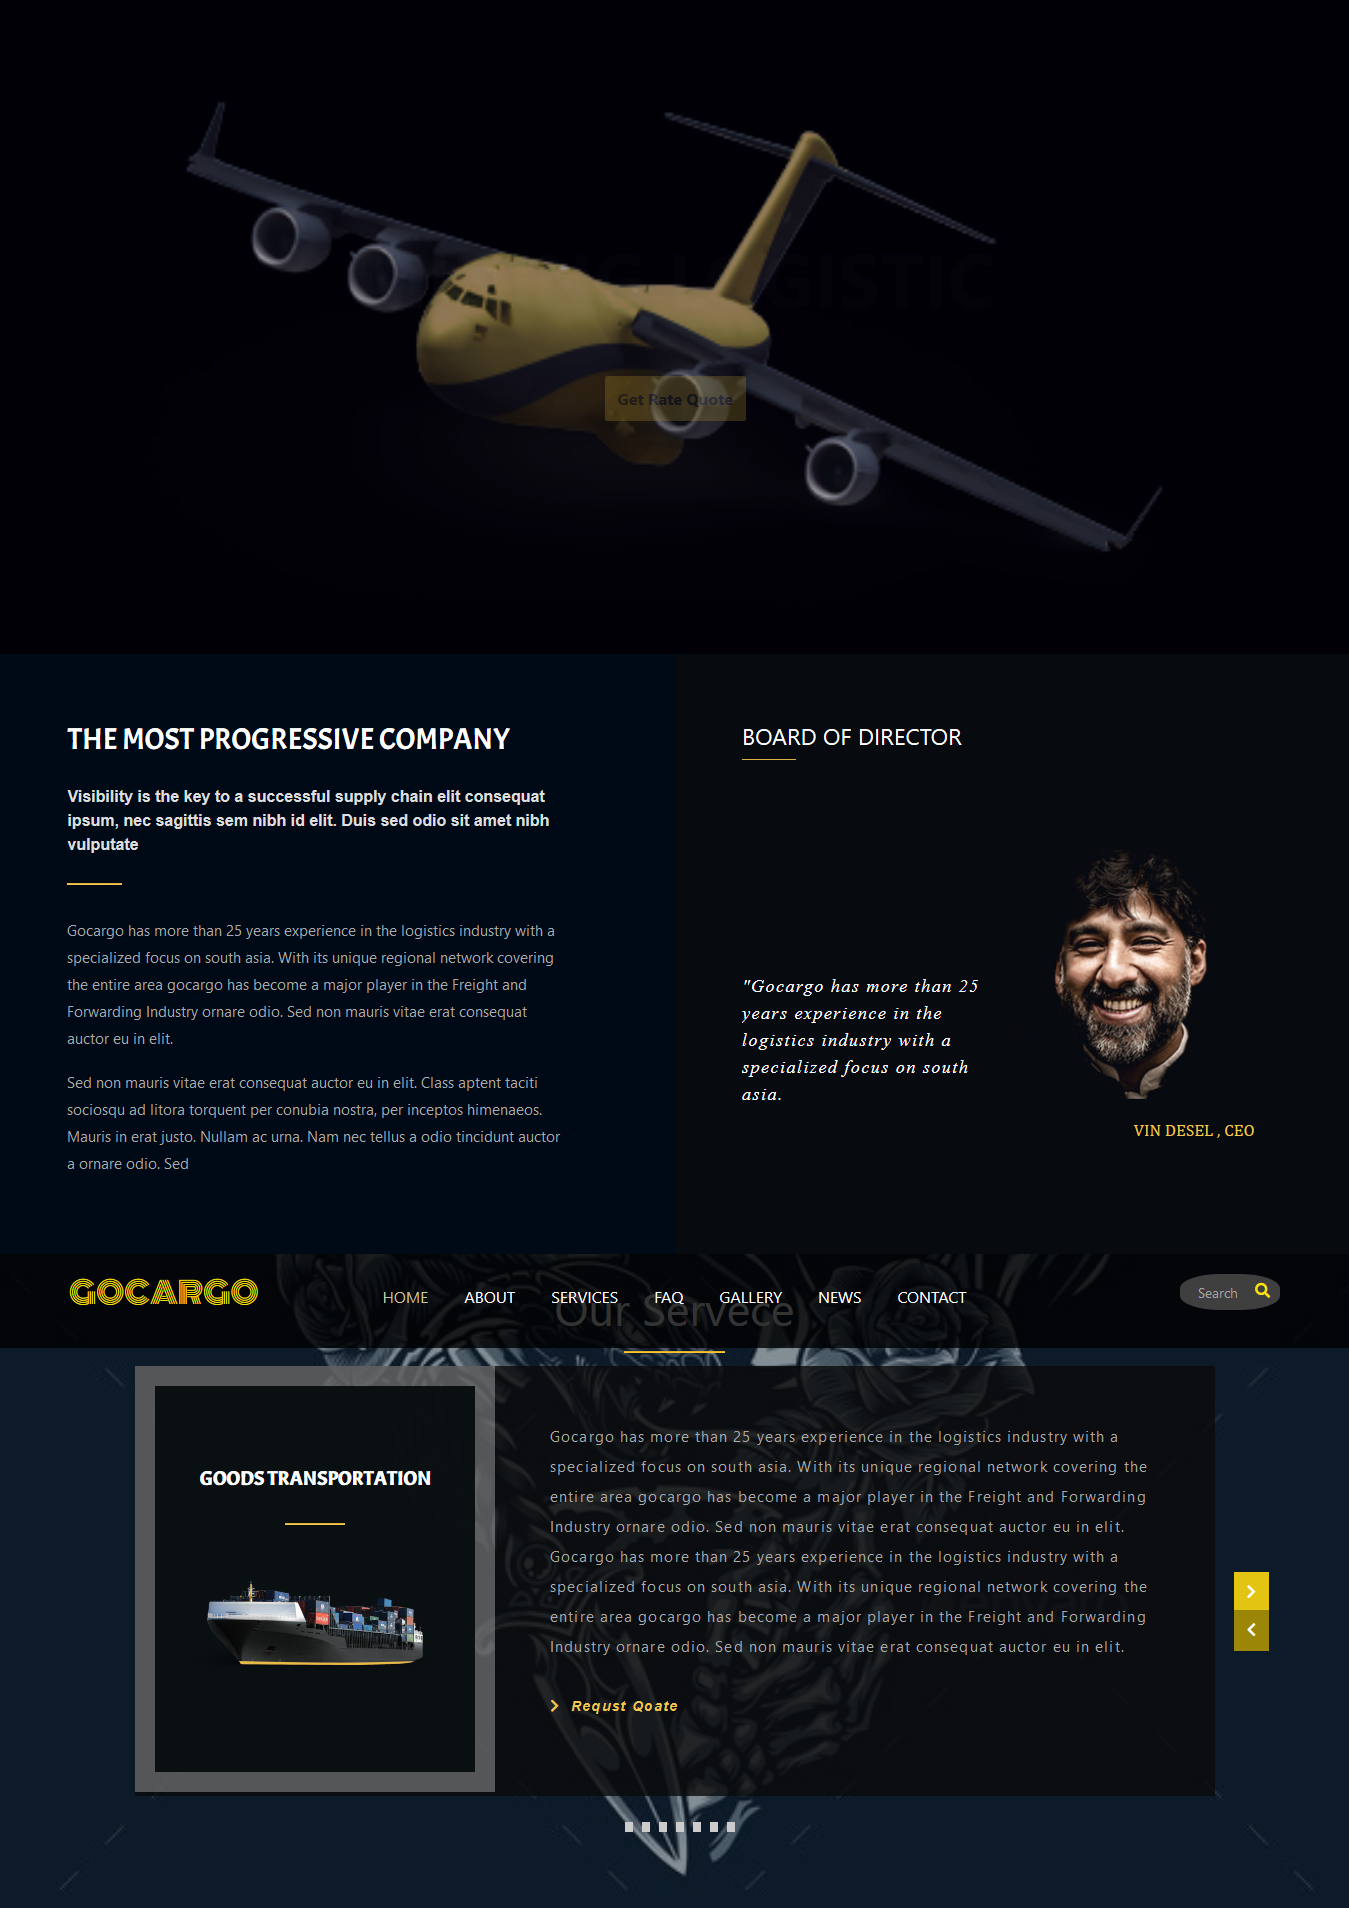 LOGISTIC
Get Rate Quote
THE MOST PROGRESSIVE COMPANY
Visibility is the key to a successful supply chain elit consequat
ipsum, nec sagittis sem nibh id elit. Duis sed odio sit amet nibh
vulputate
Gocargo has more than 25 years experience in the logistics industry with a
specialized focus on south asia. With its unique regional network covering
the entire area gocargo has become a major player in the Freight and
Forwarding Industry ornare odio. Sed non mauris vitae erat consequat
auctor eu in elit.
Sed non mauris vitae erat consequat auctor eu in elit. Class aptent taciti
sociosqu ad litora torquent per conubia nostra, per inceptos himenaeos.
Mauris in erat justo. Nullam ac urna. Nam nec tellus a odio tincidunt auctor
a ornare odio. Sed
BOARD OF DIRECTOR
"Gocargo has more than 25
years experience in the
logistics industry with a
specialized focus on south
asia.
VIN DESEL , CEO
GOCARGO
HOME ABOUT SERVICES FAQ GALLERY NEWS CONTACT
Search
Our Servece
GOODS TRANSPORTATION
Gocargo has more than 25 years experience in the logistics industry with a
specialized focus on south asia. With its unique regional network covering the
entire area gocargo has become a major player in the Freight and Forwarding
Industry ornare odio. Sed non mauris vitae erat consequat auctor eu in elit.
Gocargo has more than 25 years experience in the logistics industry with a
specialized focus on south asia. With its unique regional network covering the
entire area gocargo has become a major player in the Freight and Forwarding
Industry ornare odio. Sed non mauris vitae erat consequat auctor eu in elit.
Requst Qoate